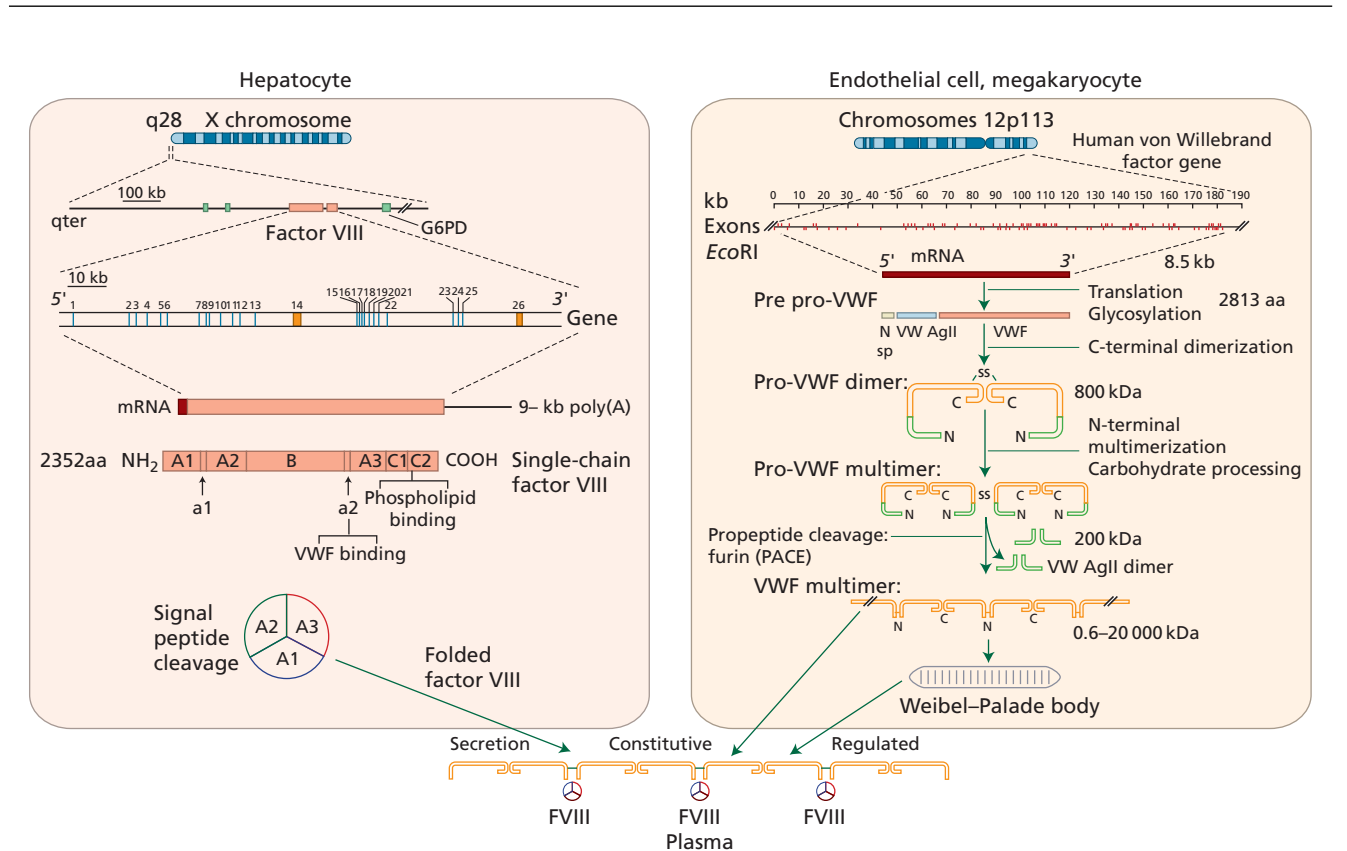 Hepatocyte
q28 X chromosome
100 kb
qter
Factor VIII
G6PD
10 kb
5'
1 2 3 4 5 6 7 8 9 10 11 12 13 14 15 16 17 18 19 20 21 22 23 24 25 26
3'
Gene
mRNA
9– kb poly(A)
2352aa NH2 A1 A2 B A3 C1 C2 COOH
Single-chain
factor VIII
a1
a2
Phospholipid
binding
VWF binding
Signal
peptide
cleavage
A2 A3
A1
Folded
factor VIII
Endothelial cell, megakaryocyte
Chromosomes 12p113
Human von Willebrand
factor gene
kb
0 10 20 30 40 50 60 70 80 90 100 110 120 130 140 150 160 170 180 190
Exons
EcoRI
5' mRNA 3'
8.5 kb
Pre pro-VWF
Translation
Glycosylation
2813 aa
N VW AgII VWF
sp
C-terminal dimerization
Pro-VWF dimer:
ss
C C
N N
800 kDa
N-terminal
multimerization
Carbohydrate processing
Pro-VWF multimer:
C C ss C C
N N N N
Propeptide cleavage:
furin (PACE)
200 kDa
VW AgII dimer
VWF multimer:
N C N C
0.6–20 000 kDa
Weibel–Palade body
Secretion Constitutive Regulated
FVIII FVIII FVIII
Plasma